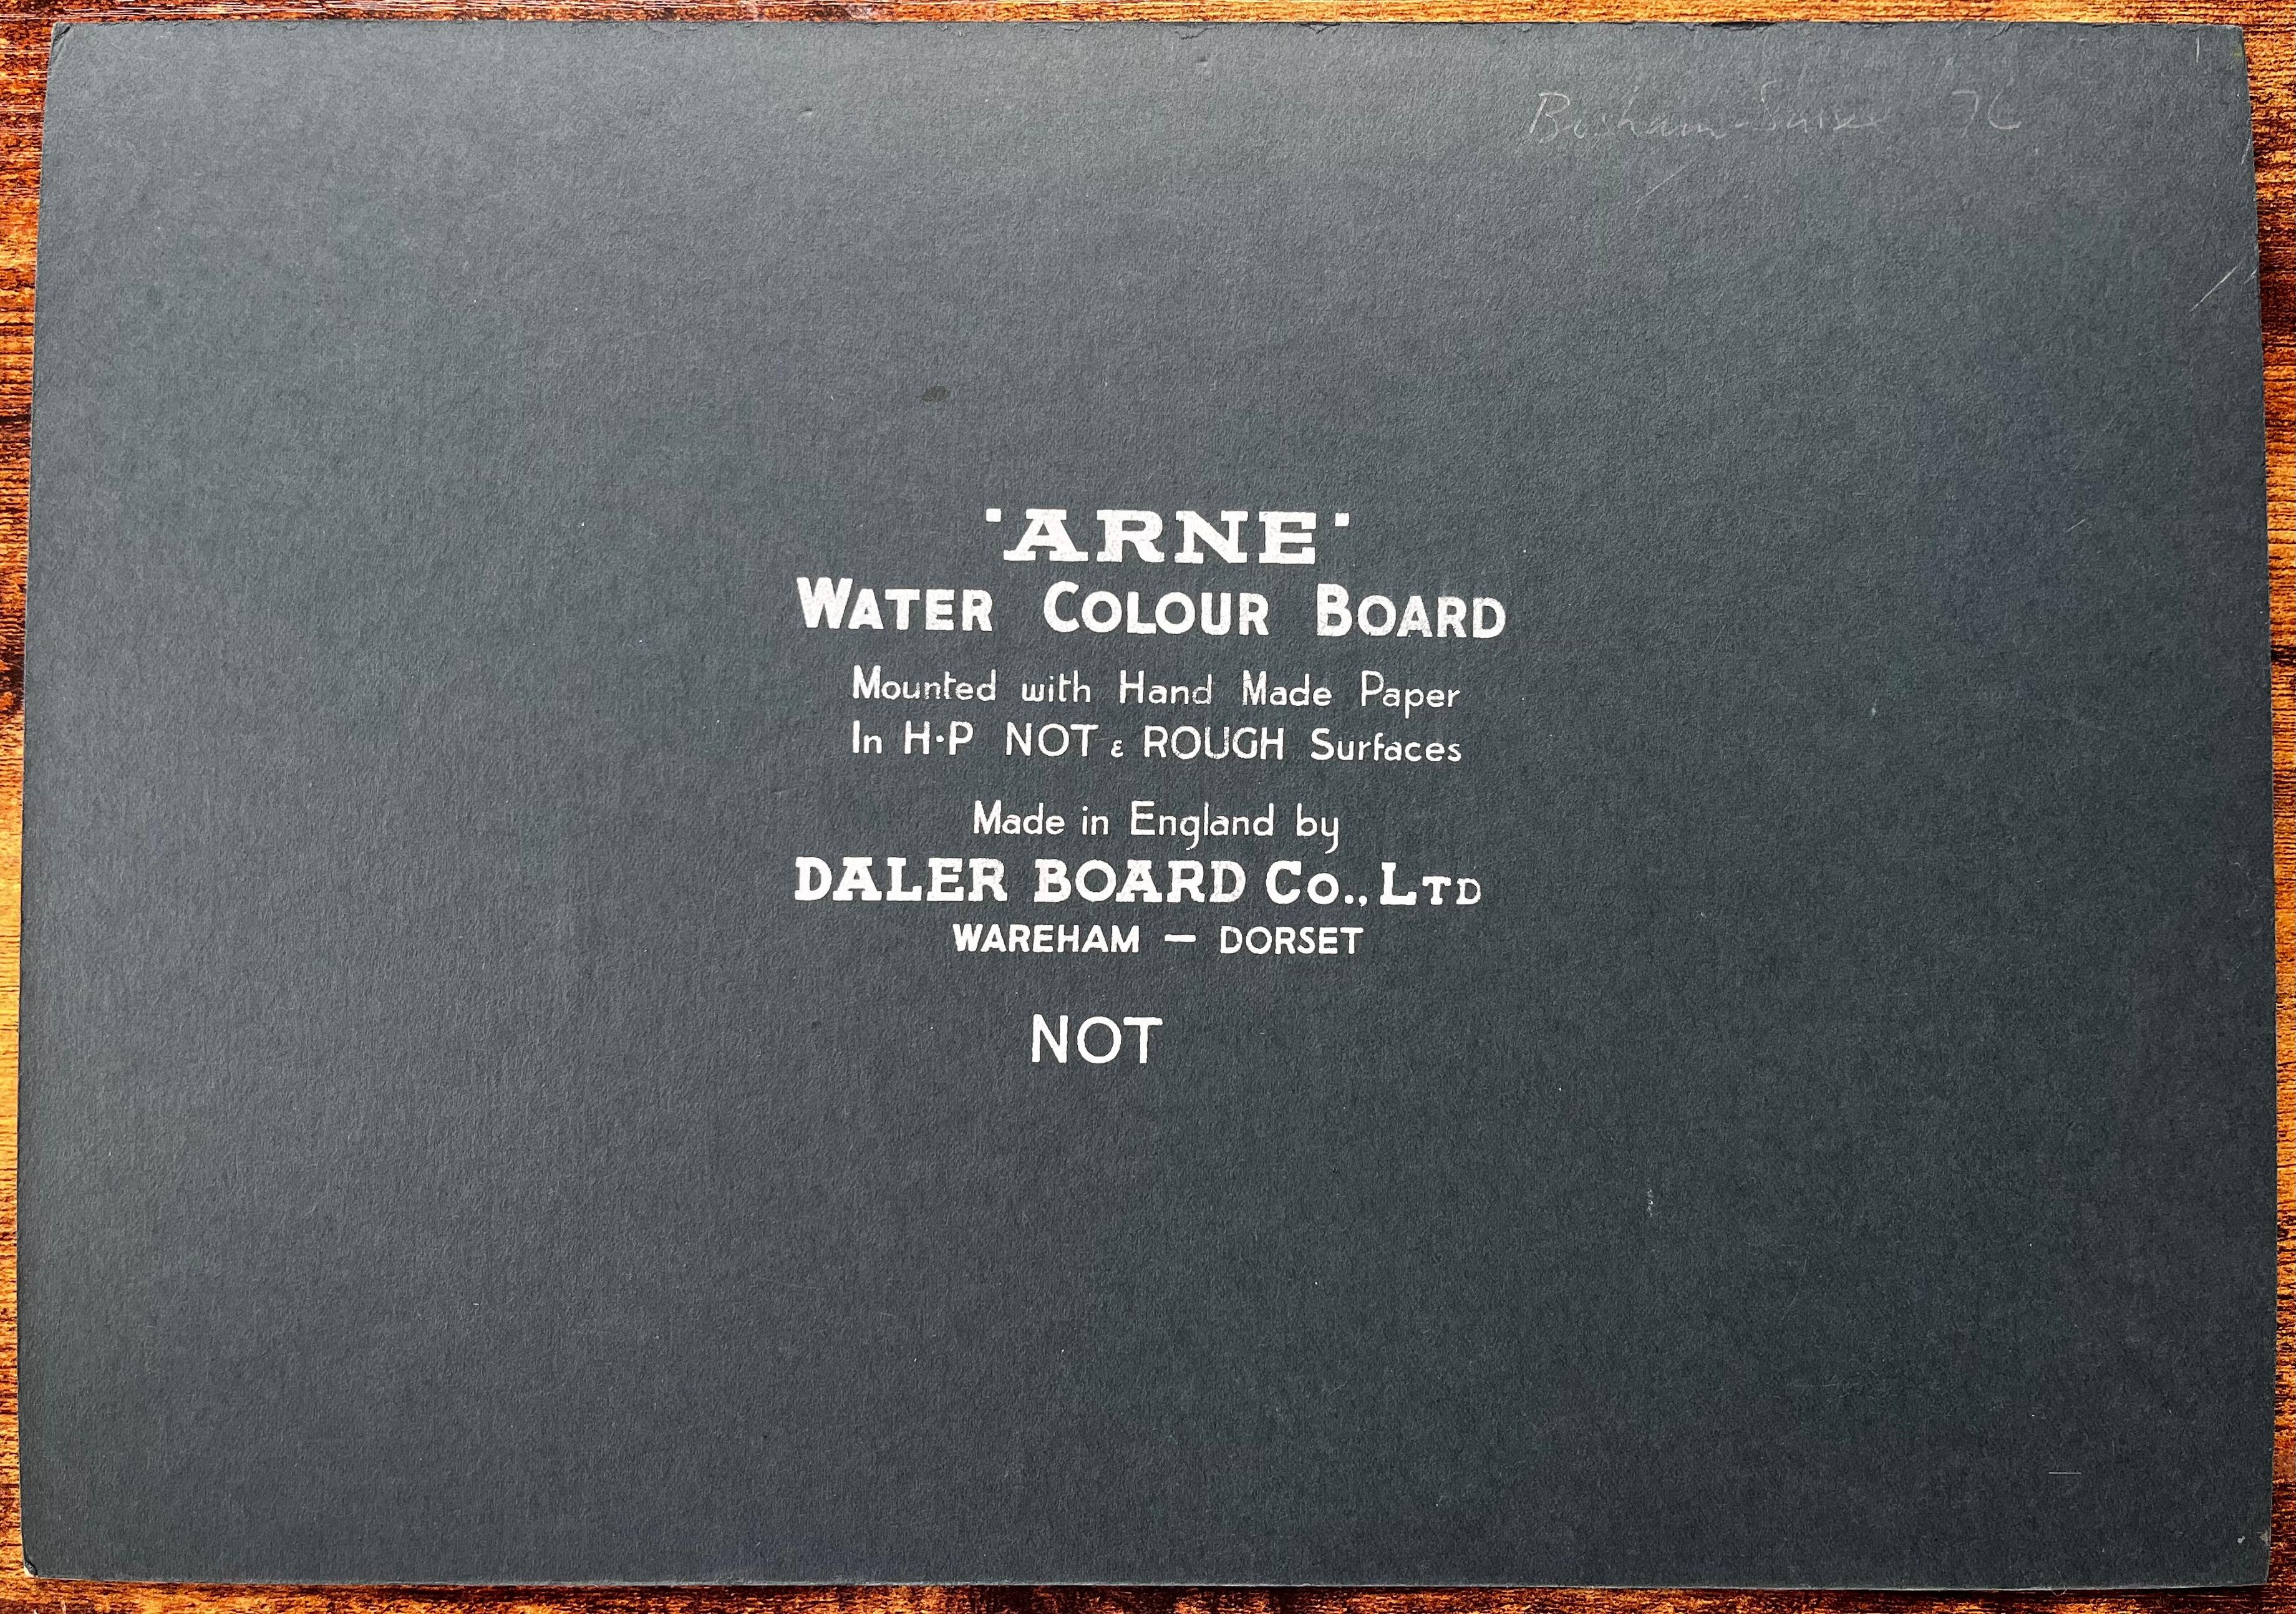 Bosham - Sussex 76
'ARNE'
WATER COLOUR BOARD
Mounted with Hand Made Paper
In H·P NOT & ROUGH Surfaces
Made in England by
DALER BOARD Co., LTD
WAREHAM — DORSET
NOT